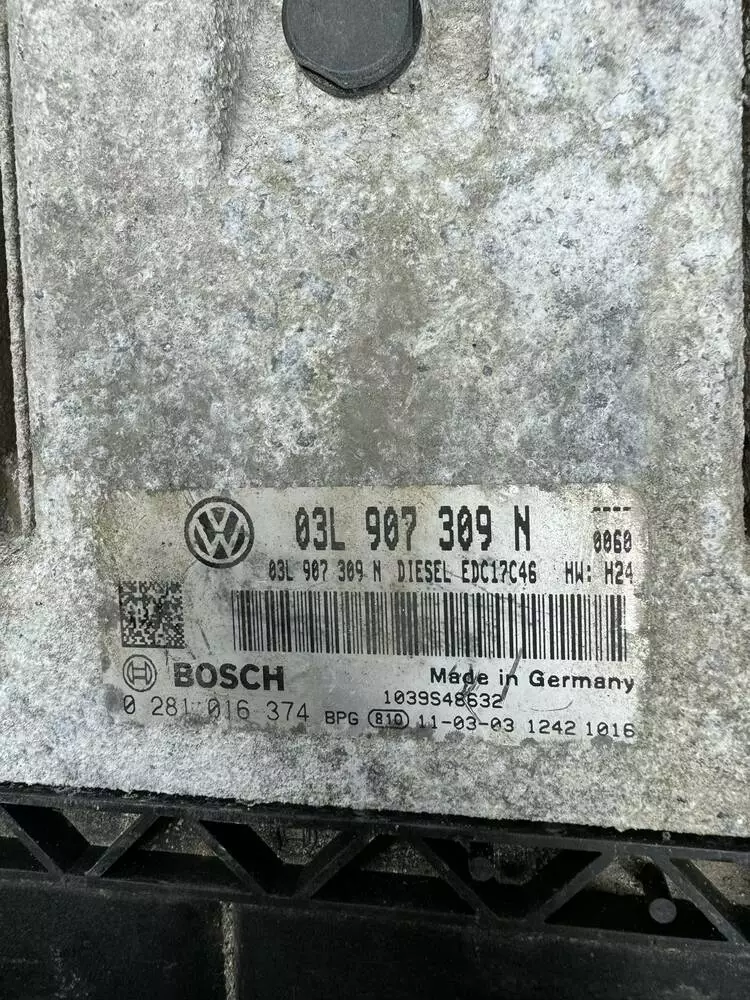 03L 907 309 N ----
0060
03L 907 309 N DIESEL EDC17C46 HW: H24
BOSCH Made in Germany
1039S48632
0 281 016 374 BPG 810 11-03-03 1242 1016